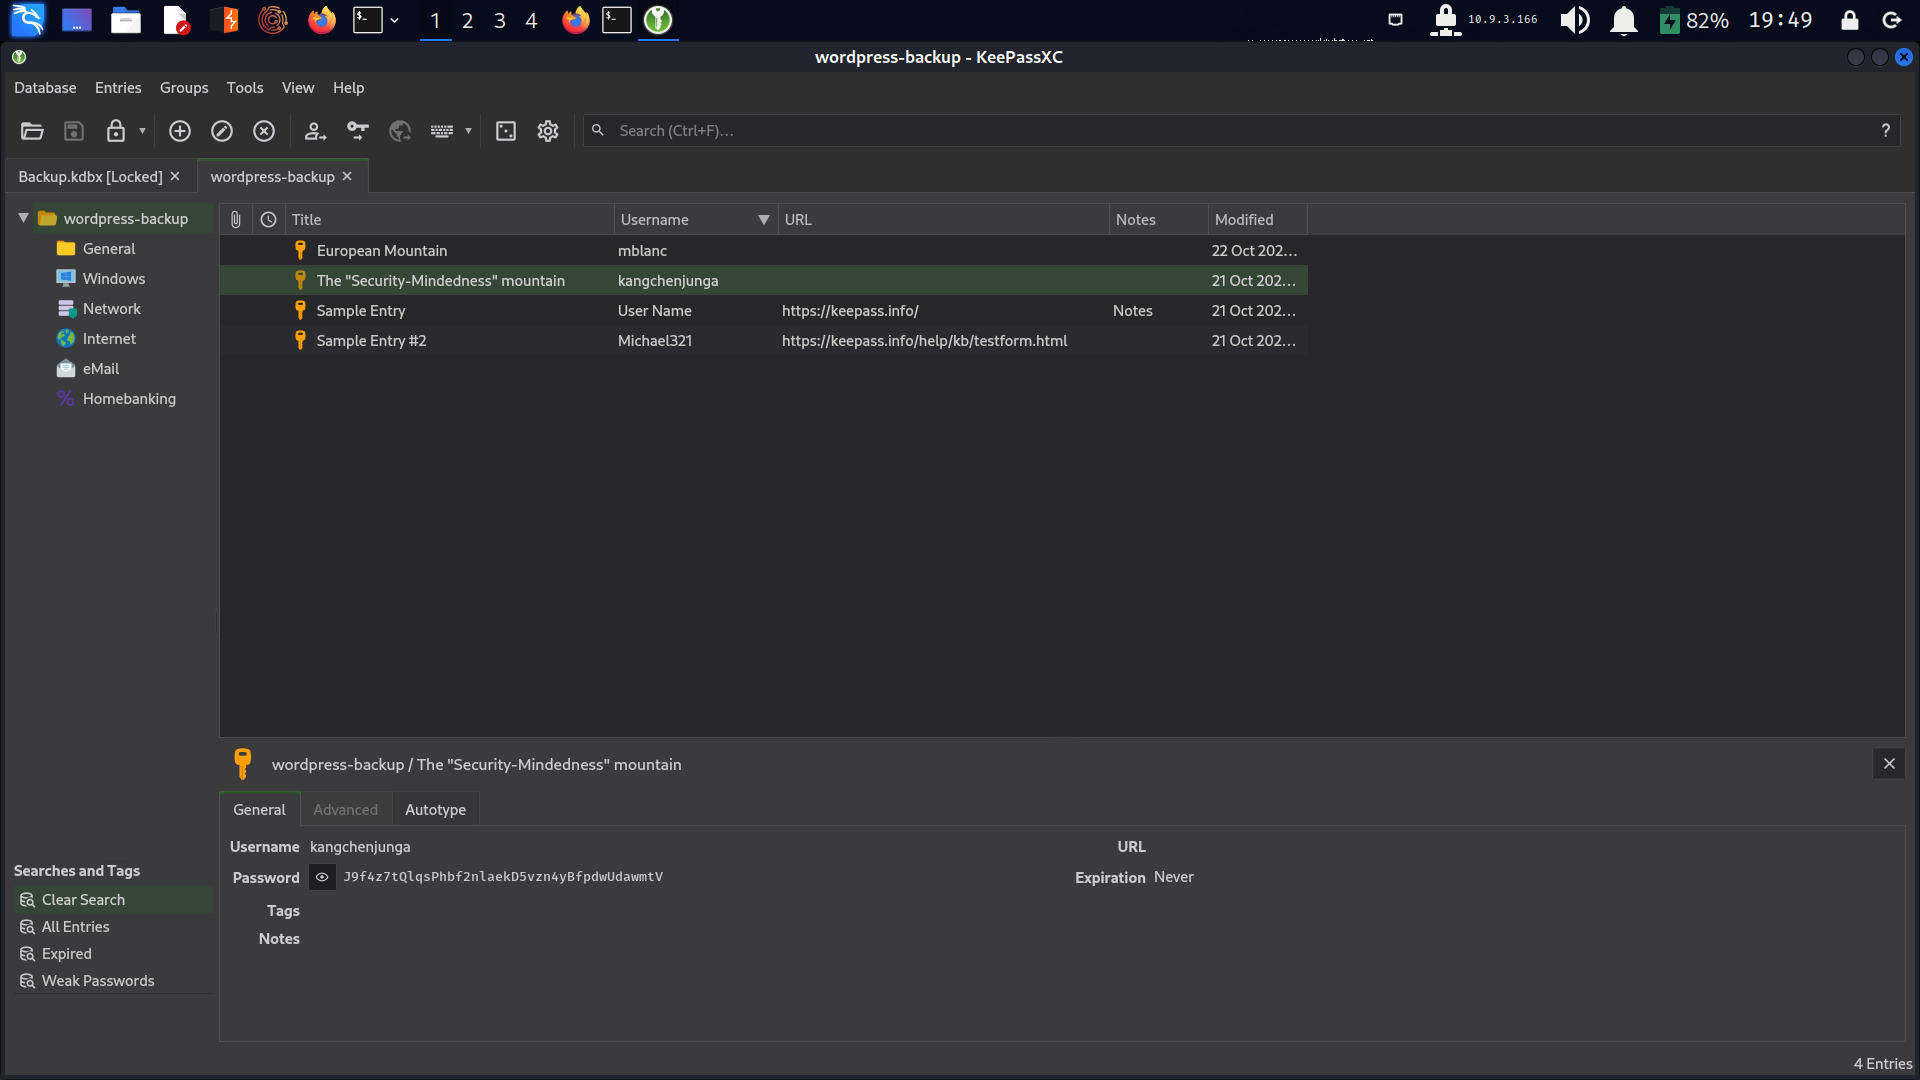 1 2 3 4 10.9.3.166 82% 19:49
wordpress-backup - KeePassXC
Database Entries Groups Tools View Help
Search (Ctrl+F)... ?
Backup.kdbx [Locked] wordpress-backup
wordpress-backup
General
Windows
Network
Internet
eMail
Homebanking
Title Username URL Notes Modified
European Mountain mblanc 22 Oct 202...
The "Security-Mindedness" mountain kangchenjunga 21 Oct 202...
Sample Entry User Name https://keepass.info/ Notes 21 Oct 202...
Sample Entry #2 Michael321 https://keepass.info/help/kb/testform.html 21 Oct 202...
wordpress-backup / The "Security-Mindedness" mountain
General Advanced Autotype
Username kangchenjunga URL
Password J9f4z7tQlqsPhbf2nlaekD5vzn4yBfpdwUdawmtV Expiration Never
Tags
Notes
Searches and Tags
Clear Search
All Entries
Expired
Weak Passwords
4 Entries